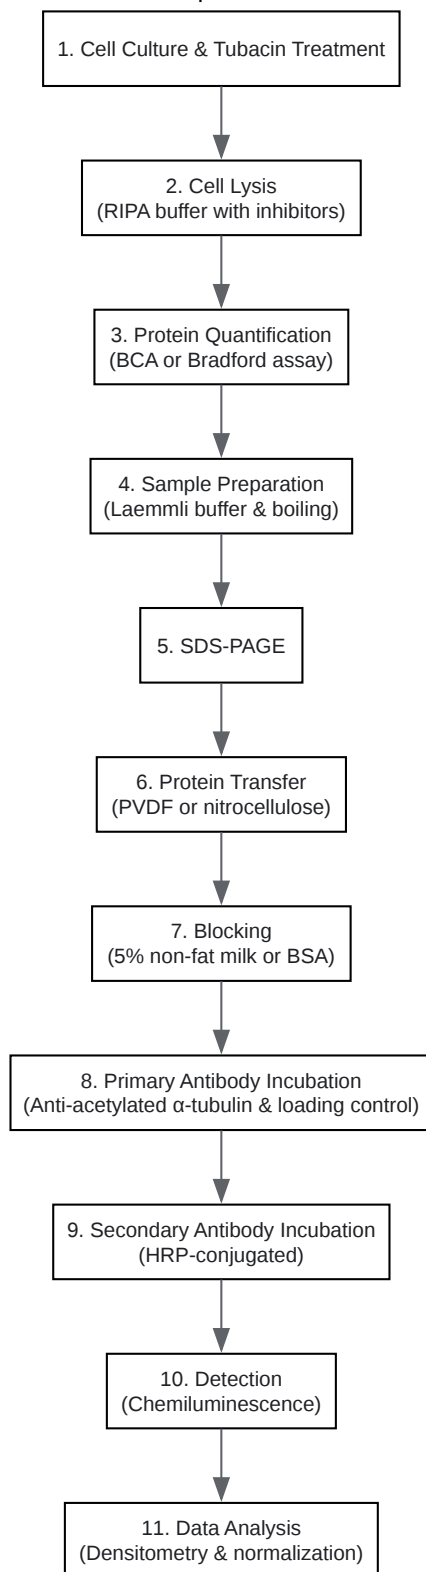 1. Cell Culture & Tubacin Treatment
2. Cell Lysis
(RIPA buffer with inhibitors)
3. Protein Quantification
(BCA or Bradford assay)
4. Sample Preparation
(Laemmli buffer & boiling)
5. SDS-PAGE
6. Protein Transfer
(PVDF or nitrocellulose)
7. Blocking
(5% non-fat milk or BSA)
8. Primary Antibody Incubation
(Anti-acetylated α-tubulin & loading control)
9. Secondary Antibody Incubation
(HRP-conjugated)
10. Detection
(Chemiluminescence)
11. Data Analysis
(Densitometry & normalization)